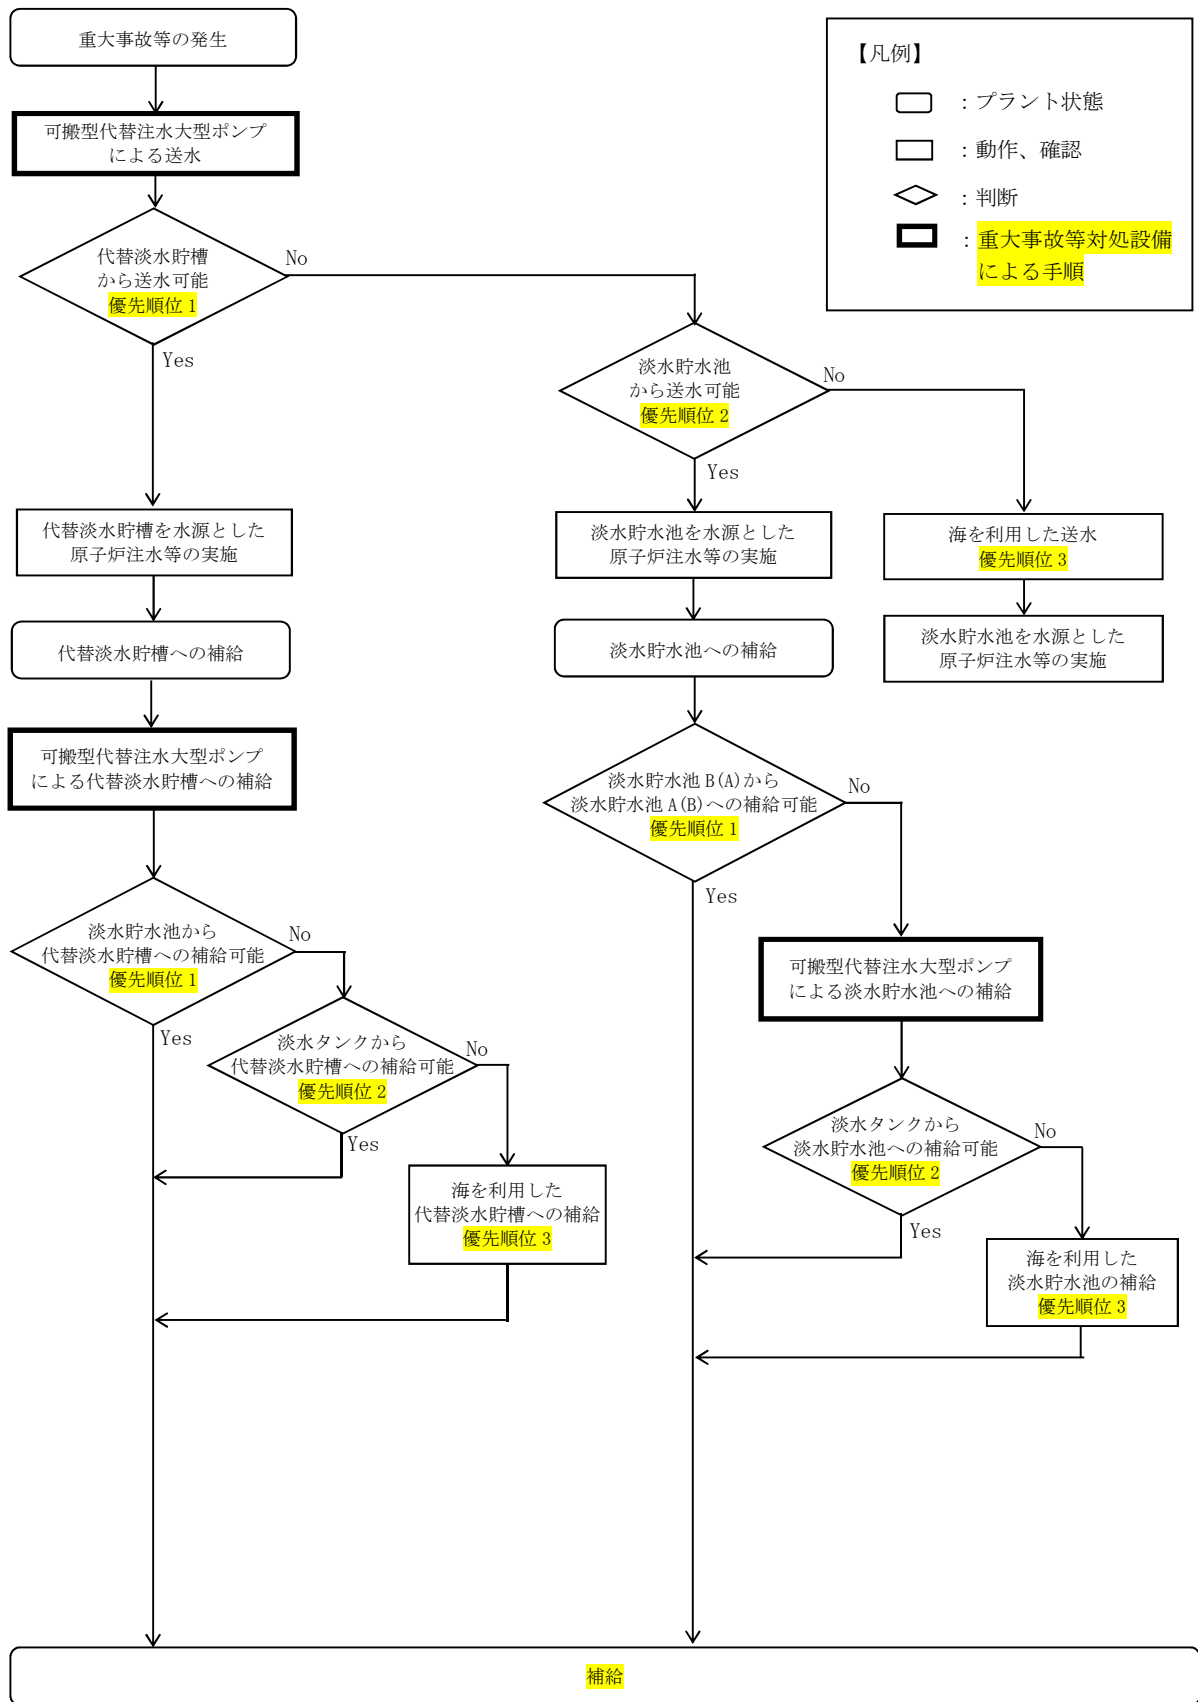 重大事故等の発生
可搬型代替注水大型ポンプ
による送水
代替淡水貯槽
から送水可能
優先順位 1
No
Yes
代替淡水貯槽を水源とした
原子炉注水等の実施
代替淡水貯槽への補給
可搬型代替注水大型ポンプ
による代替淡水貯槽への補給
淡水貯水池から
代替淡水貯槽への補給可能
優先順位 1
No
Yes
淡水タンクから
代替淡水貯槽への補給可能
優先順位 2
No
Yes
海を利用した
代替淡水貯槽への補給
優先順位 3
淡水貯水池
から送水可能
優先順位 2
No
Yes
淡水貯水池を水源とした
原子炉注水等の実施
淡水貯水池への補給
海を利用した送水
優先順位 3
淡水貯水池を水源とした
原子炉注水等の実施
淡水貯水池 B(A)から
淡水貯水池 A(B)への補給可能
優先順位 1
No
Yes
可搬型代替注水大型ポンプ
による淡水貯水池への補給
淡水タンクから
淡水貯水池への補給可能
優先順位 2
No
Yes
海を利用した
淡水貯水池の補給
優先順位 3
補給
【凡例】
：プラント状態
：動作、確認
：判断
：重大事故等対処設備
による手順